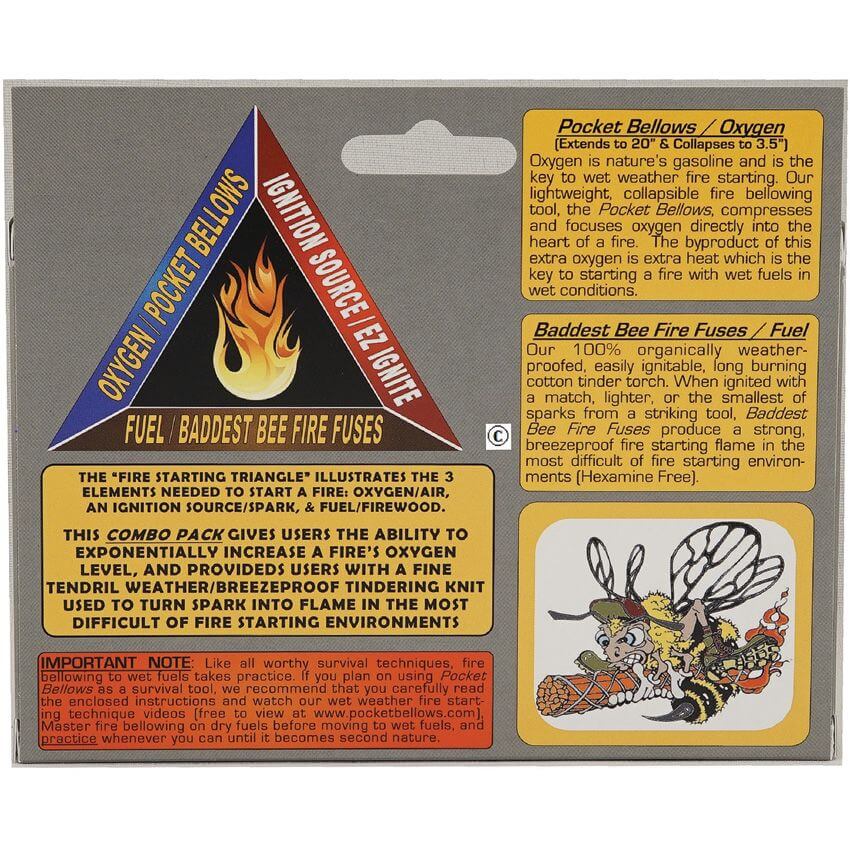 OXYGEN / POCKET BELLOWS
IGNITION SOURCE / EZ IGNITE
FUEL / BADDEST BEE FIRE FUSES
©
THE "FIRE STARTING TRIANGLE" ILLUSTRATES THE 3
ELEMENTS NEEDED TO START A FIRE: OXYGEN/AIR,
AN IGNITION SOURCE/SPARK, & FUEL/FIREWOOD.
THIS COMBO PACK GIVES USERS THE ABILITY TO
EXPONENTIALLY INCREASE A FIRE'S OXYGEN
LEVEL, AND PROVIDEDS USERS WITH A FINE
TENDRIL WEATHER/BREEZEPROOF TINDERING KNIT
USED TO TURN SPARK INTO FLAME IN THE MOST
DIFFICULT OF FIRE STARTING ENVIRONMENTS
IMPORTANT NOTE: Like all worthy survival techniques, fire
bellowing to wet fuels takes practice. If you plan on using Pocket
Bellows as a survival tool, we recommend that you carefully read
the enclosed instructions and watch our wet weather fire start-
ing technique videos (free to view at www.pocketbellows.com).
Master fire bellowing on dry fuels before moving to wet fuels, and
practice whenever you can until it becomes second nature.
Pocket Bellows / Oxygen
(Extends to 20" & Collapses to 3.5")
Oxygen is nature's gasoline and is the
key to wet weather fire starting. Our
lightweight, collapsible fire bellowing
tool, the Pocket Bellows, compresses
and focuses oxygen directly into the
heart of a fire. The byproduct of this
extra oxygen is extra heat which is the
key to starting a fire with wet fuels in
wet conditions.
Baddest Bee Fire Fuses / Fuel
Our 100% organically weather-
proofed, easily ignitable, long burning
cotton tinder torch. When ignited with
a match, lighter, or the smallest of
sparks from a striking tool, Baddest
Bee Fire Fuses produce a strong,
breezeproof fire starting flame in the
most difficult of fire starting environ-
ments (Hexamine Free).